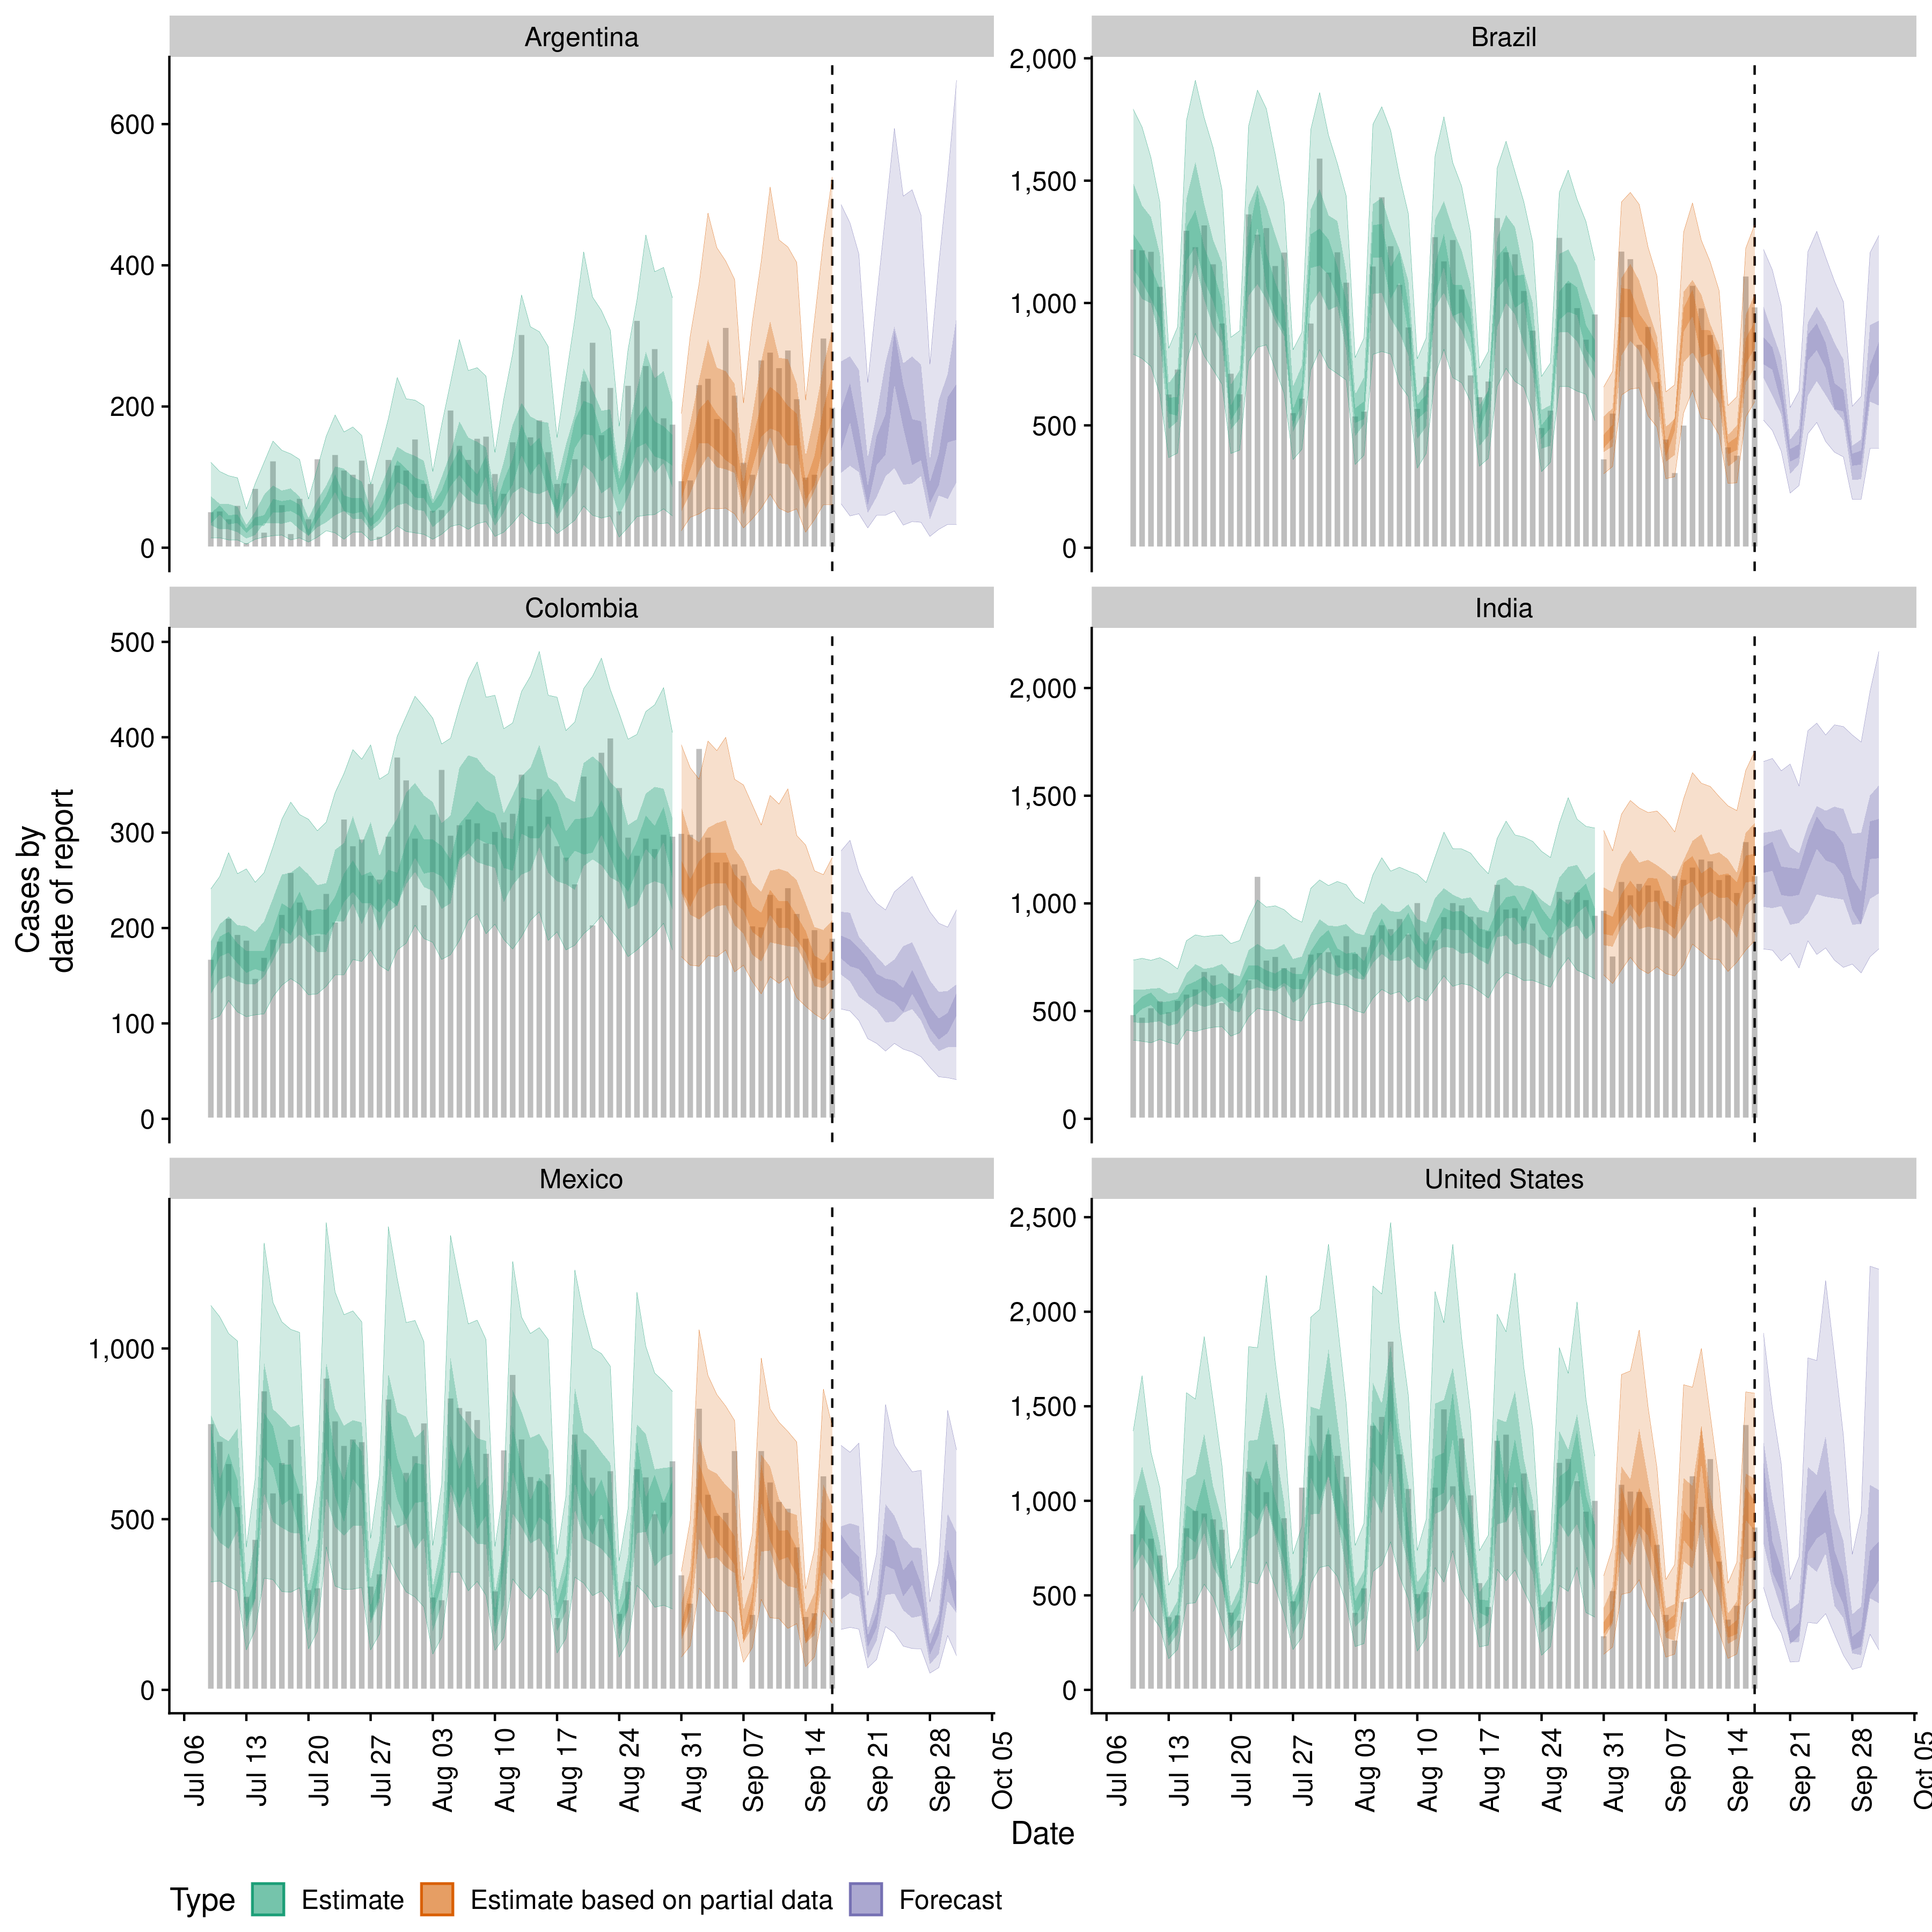 Argentina
600
400
200
0
Brazil
2,000
1,500
1,000
500
0
Colombia
500
400
300
200
100
0
India
2,000
1,500
1,000
500
0
Mexico
1,000
500
0
United States
2,500
2,000
1,500
1,000
500
0
Cases by
date of report
Jul 06
Jul 13
Jul 20
Jul 27
Aug 03
Aug 10
Aug 17
Aug 24
Aug 31
Sep 07
Sep 14
Sep 21
Sep 28
Oct 05
Jul 06
Jul 13
Jul 20
Jul 27
Aug 03
Aug 10
Aug 17
Aug 24
Aug 31
Sep 07
Sep 14
Sep 21
Sep 28
Oct 05
Date
Type Estimate Estimate based on partial data Forecast